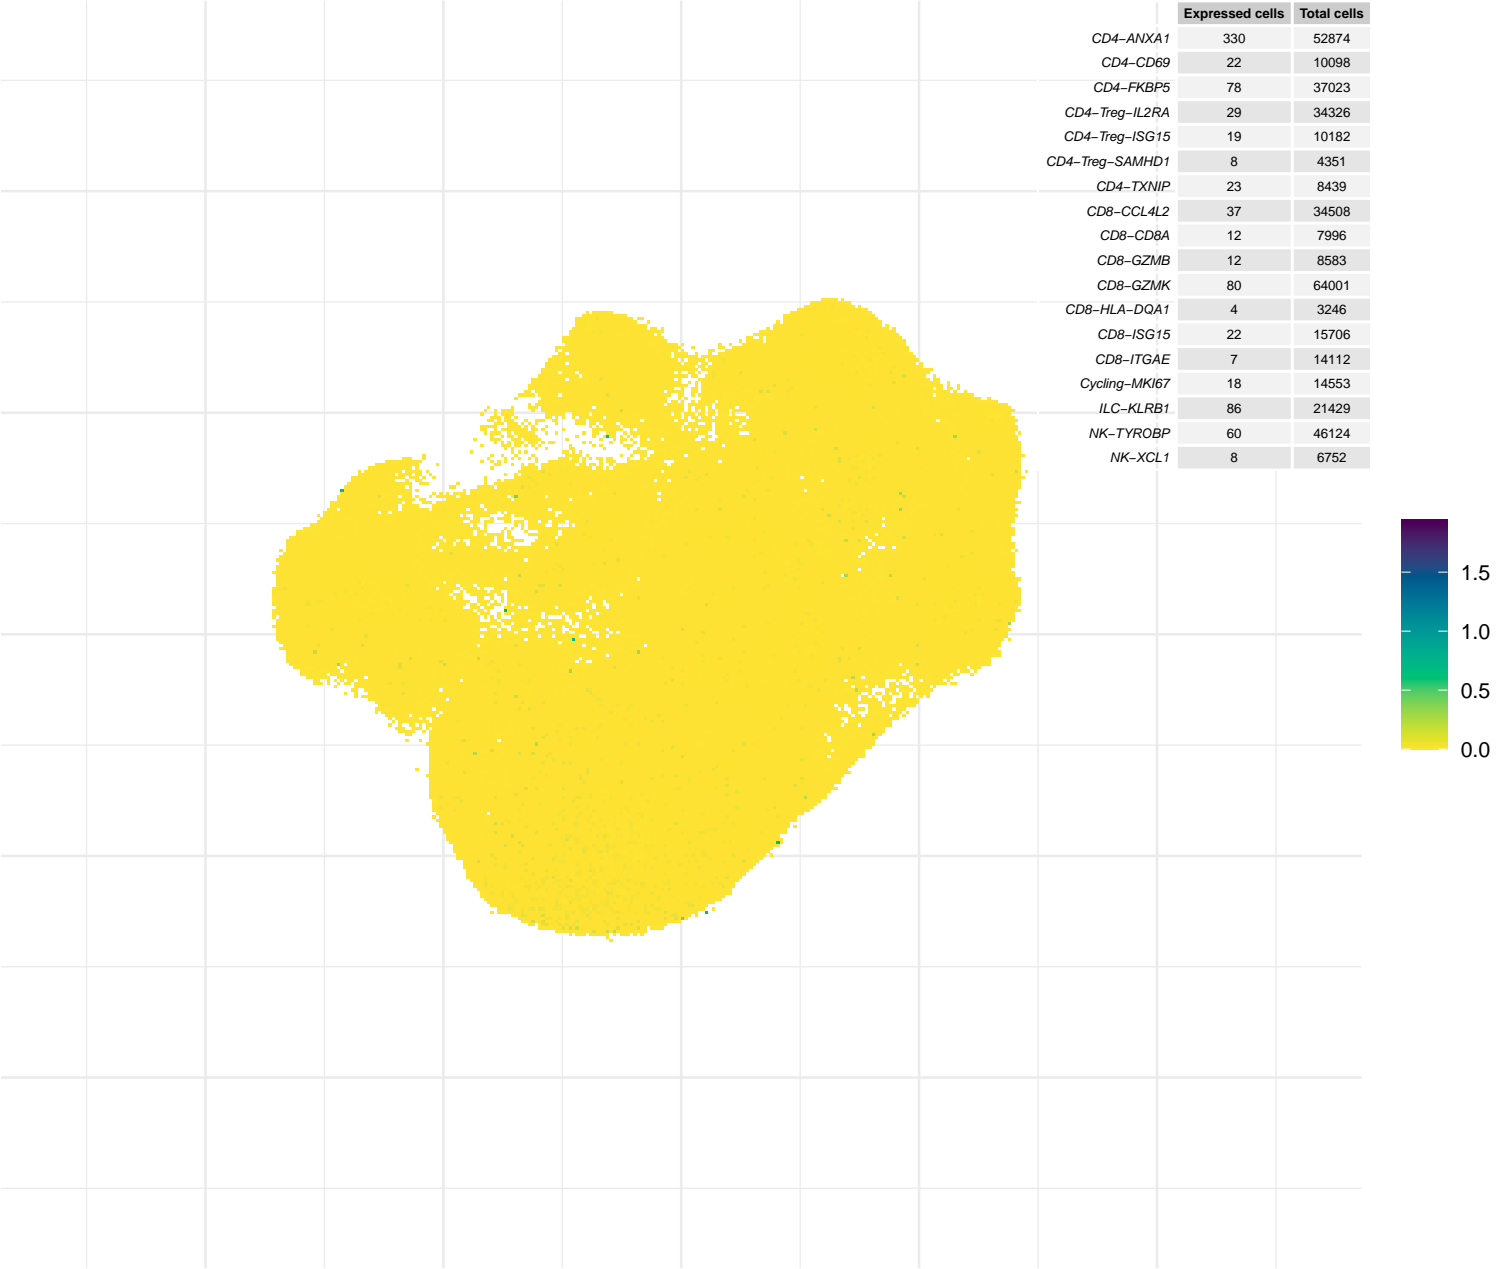 Expressed cells Total cells
CD4−ANXA1 330 52874
CD4−CD69 22 10098
CD4−FKBP5 78 37023
CD4−Treg−IL2RA 29 34326
CD4−Treg−ISG15 19 10182
CD4−Treg−SAMHD1 8 4351
CD4−TXNIP 23 8439
CD8−CCL4L2 37 34508
CD8−CD8A 12 7996
CD8−GZMB 12 8583
CD8−GZMK 80 64001
CD8−HLA−DQA1 4 3246
CD8−ISG15 22 15706
CD8−ITGAE 7 14112
Cycling−MKI67 18 14553
ILC−KLRB1 86 21429
NK−TYROBP 60 46124
NK−XCL1 8 6752
1.5
1.0
0.5
0.0